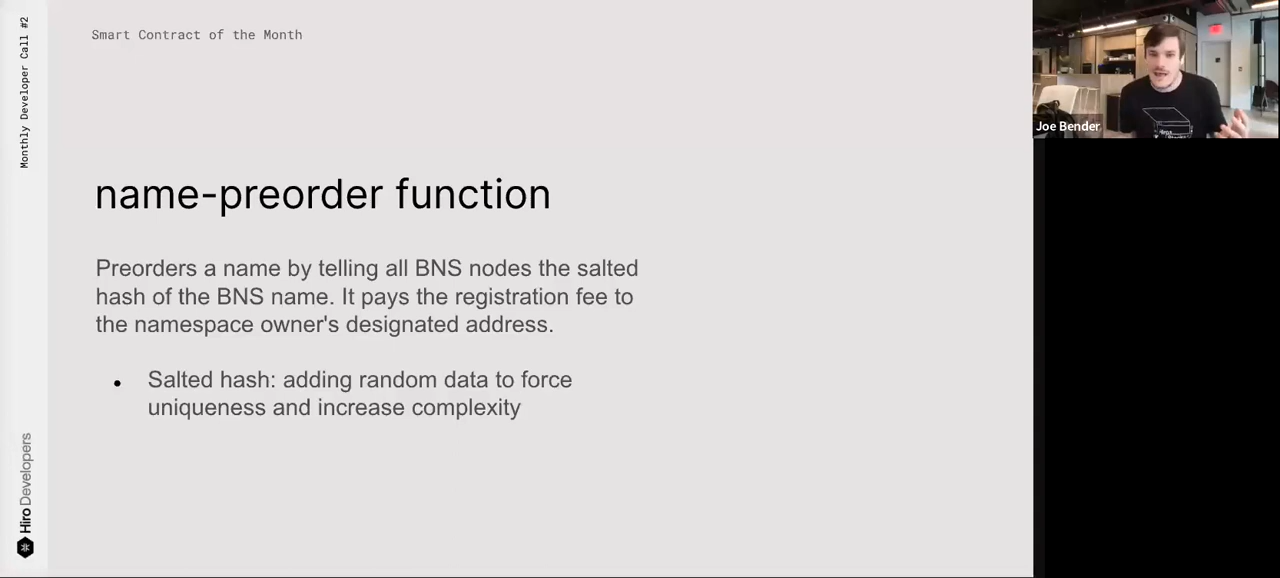 Monthly Developer Call #2
Smart Contract of the Month
name-preorder function
Preorders a name by telling all BNS nodes the salted
hash of the BNS name. It pays the registration fee to
the namespace owner's designated address.
• Salted hash: adding random data to force
uniqueness and increase complexity
Hiro Developers
Joe Bender